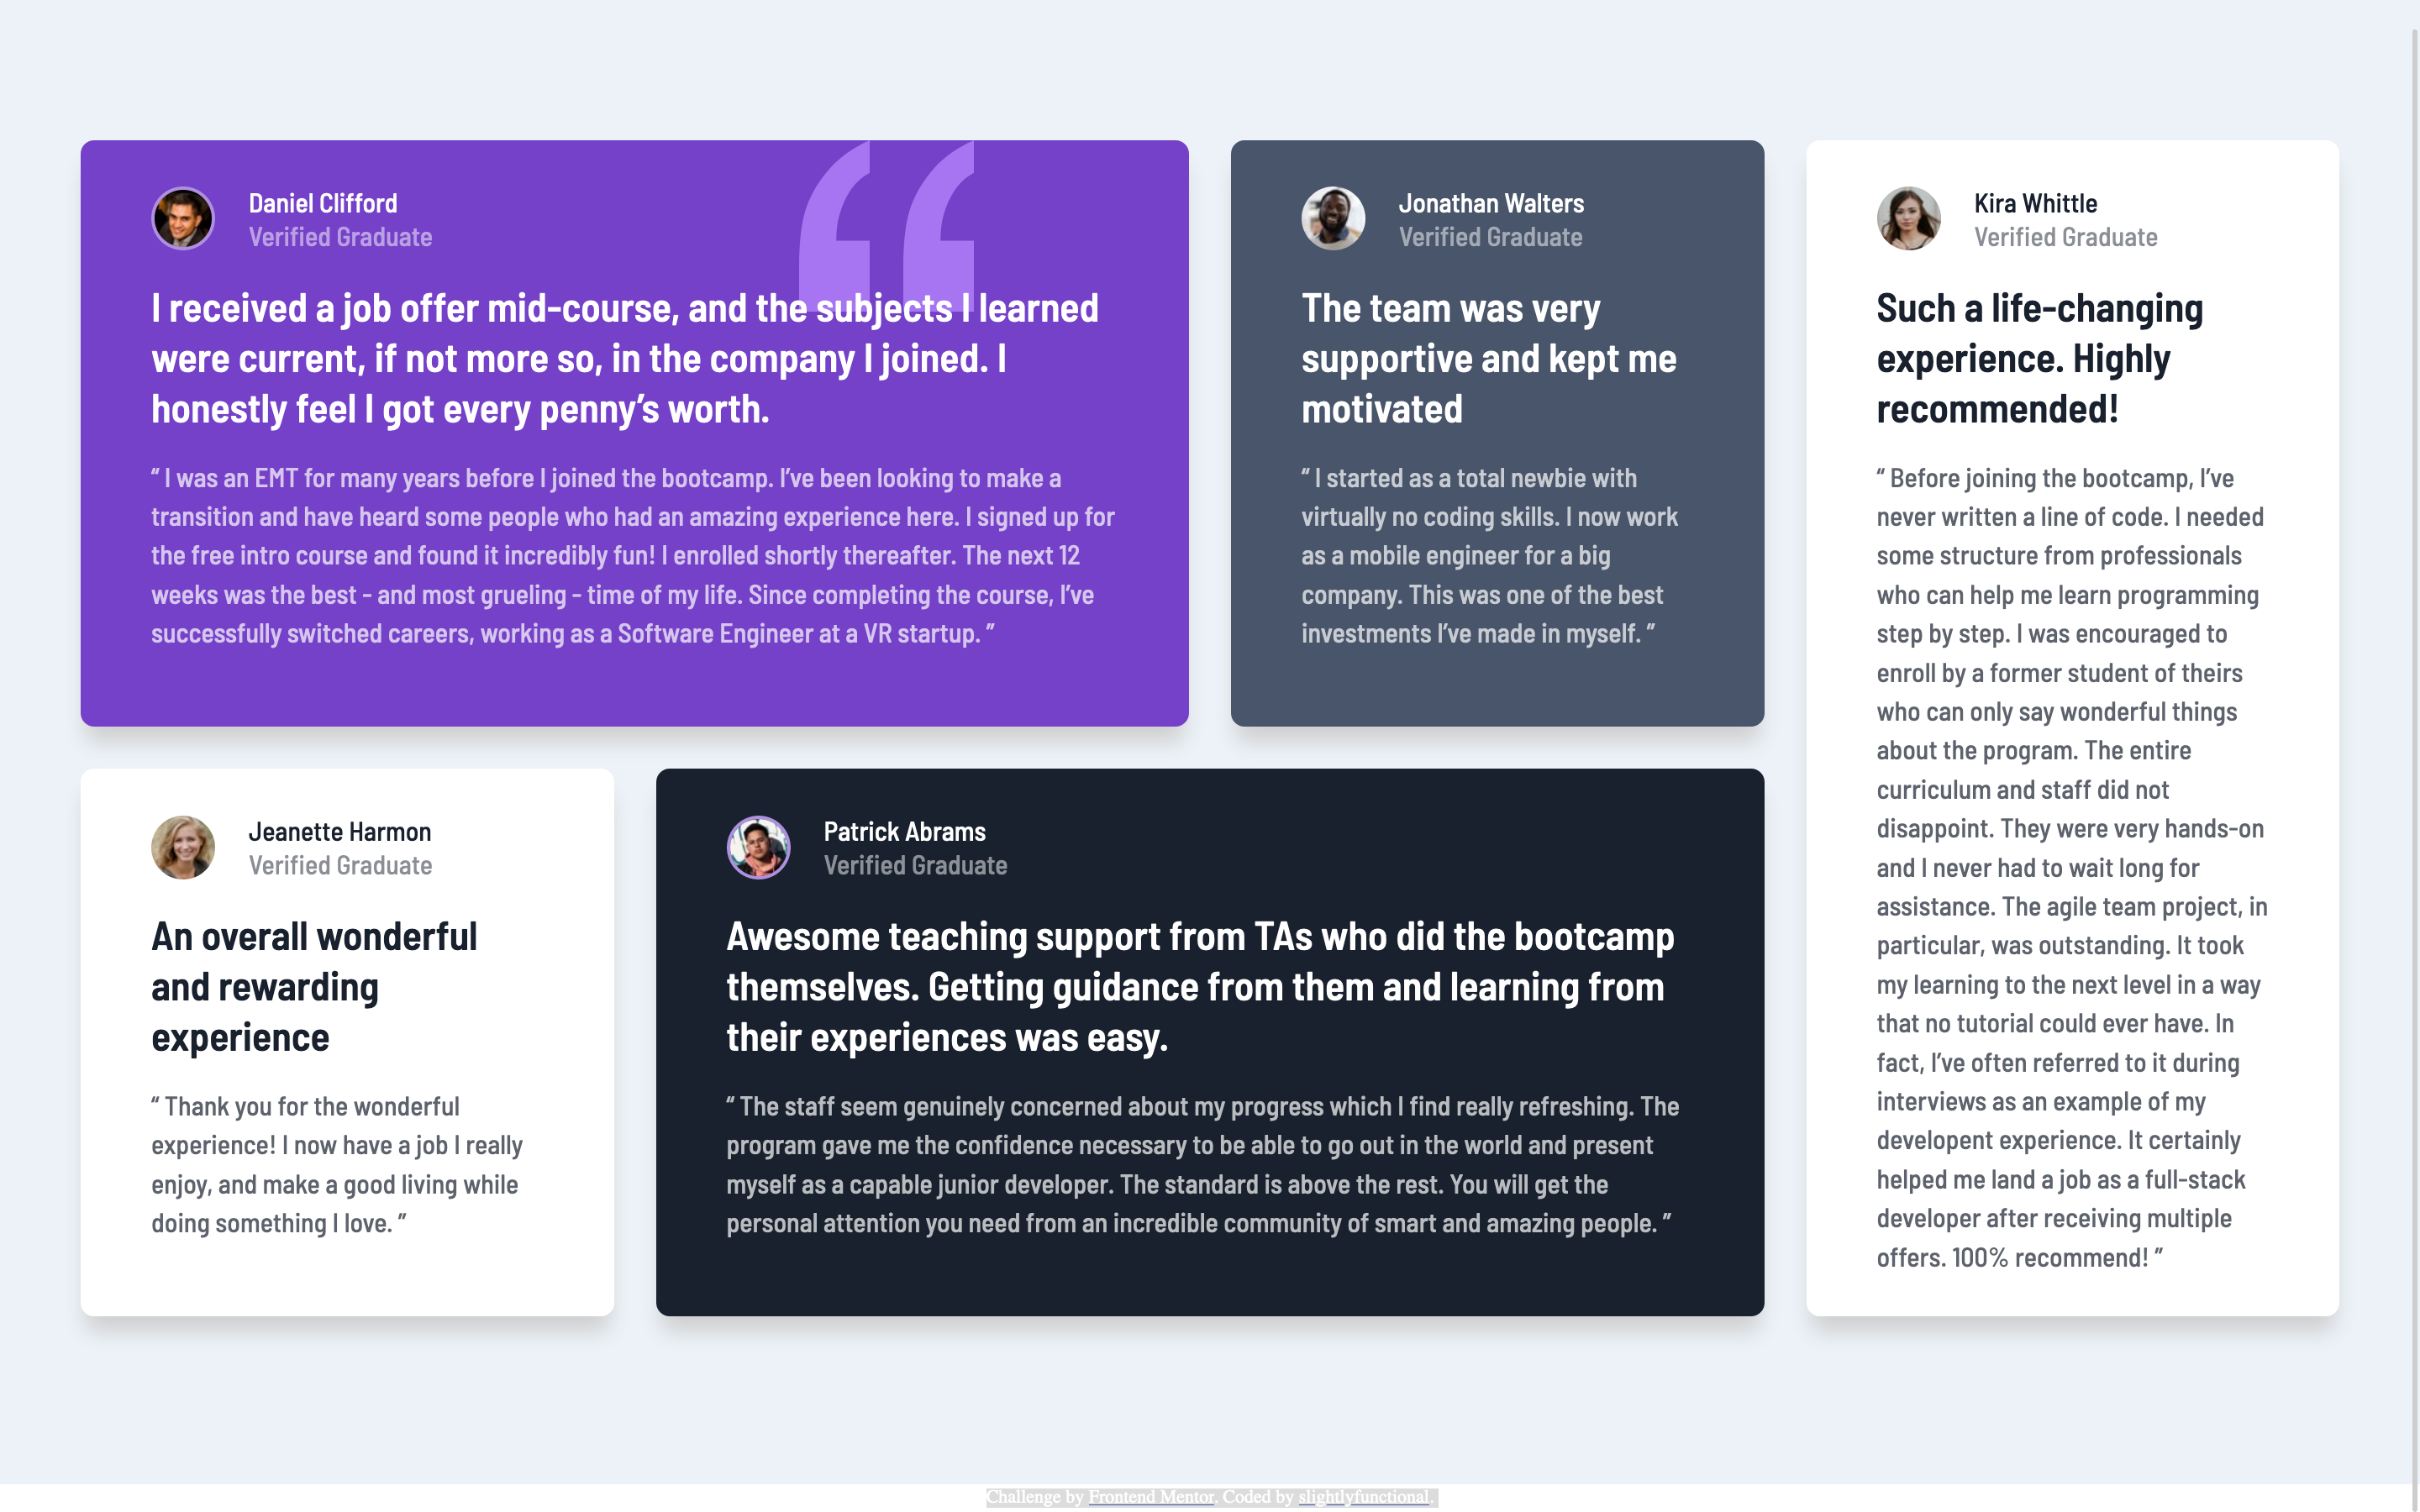 Daniel Clifford
Verified Graduate
I received a job offer mid-course, and the subjects I learned
were current, if not more so, in the company I joined. I
honestly feel I got every penny’s worth.
“ I was an EMT for many years before I joined the bootcamp. I’ve been looking to make a
transition and have heard some people who had an amazing experience here. I signed up for
the free intro course and found it incredibly fun! I enrolled shortly thereafter. The next 12
weeks was the best - and most grueling - time of my life. Since completing the course, I’ve
successfully switched careers, working as a Software Engineer at a VR startup. ”
Jonathan Walters
Verified Graduate
The team was very
supportive and kept me
motivated
“ I started as a total newbie with
virtually no coding skills. I now work
as a mobile engineer for a big
company. This was one of the best
investments I’ve made in myself. ”
Kira Whittle
Verified Graduate
Such a life-changing
experience. Highly
recommended!
“ Before joining the bootcamp, I’ve
never written a line of code. I needed
some structure from professionals
who can help me learn programming
step by step. I was encouraged to
enroll by a former student of theirs
who can only say wonderful things
about the program. The entire
curriculum and staff did not
disappoint. They were very hands-on
and I never had to wait long for
assistance. The agile team project, in
particular, was outstanding. It took
my learning to the next level in a way
that no tutorial could ever have. In
fact, I’ve often referred to it during
interviews as an example of my
developent experience. It certainly
helped me land a job as a full-stack
developer after receiving multiple
offers. 100% recommend! ”
Jeanette Harmon
Verified Graduate
An overall wonderful
and rewarding
experience
“ Thank you for the wonderful
experience! I now have a job I really
enjoy, and make a good living while
doing something I love. ”
Patrick Abrams
Verified Graduate
Awesome teaching support from TAs who did the bootcamp
themselves. Getting guidance from them and learning from
their experiences was easy.
“ The staff seem genuinely concerned about my progress which I find really refreshing. The
program gave me the confidence necessary to be able to go out in the world and present
myself as a capable junior developer. The standard is above the rest. You will get the
personal attention you need from an incredible community of smart and amazing people. ”
Challenge by Frontend Mentor. Coded by slightlyfunctional.